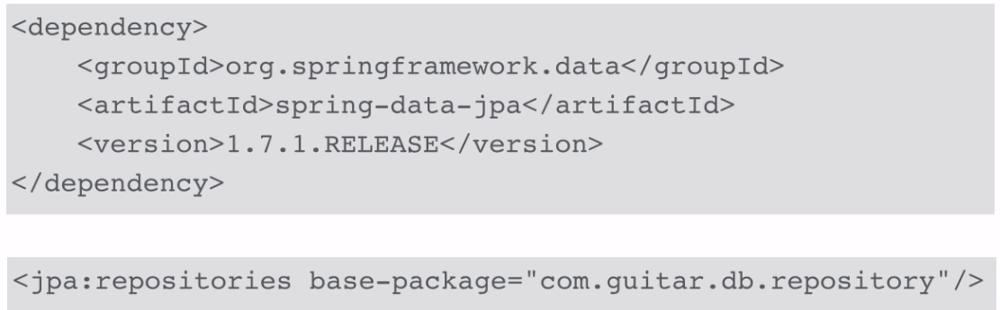 <dependency>
    <groupId>org.springframework.data</groupId>
    <artifactId>spring-data-jpa</artifactId>
    <version>1.7.1.RELEASE</version>
</dependency>
<jpa:repositories base-package="com.guitar.db.repository"/>